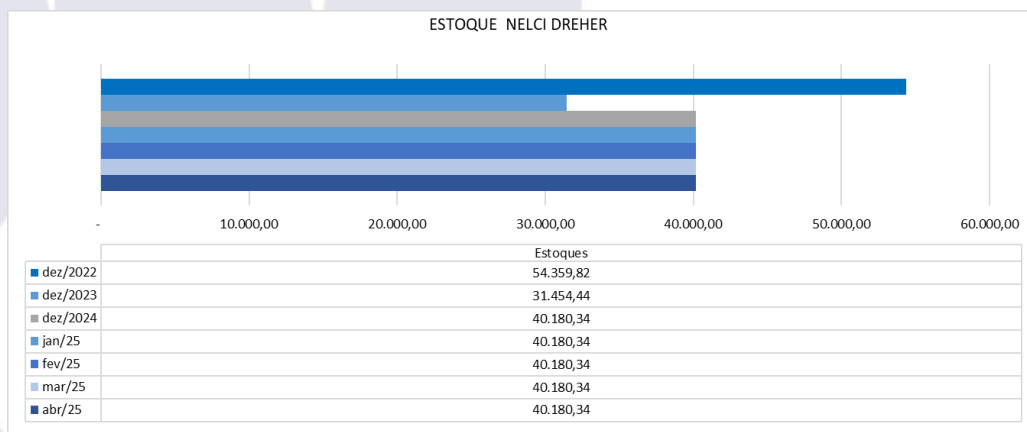 ESTOQUE NELCI DREHER
- 10.000,00 20.000,00 30.000,00 40.000,00 50.000,00 60.000,00
Estoques
dez/2022 54.359,82
dez/2023 31.454,44
dez/2024 40.180,34
jan/25 40.180,34
fev/25 40.180,34
mar/25 40.180,34
abr/25 40.180,34